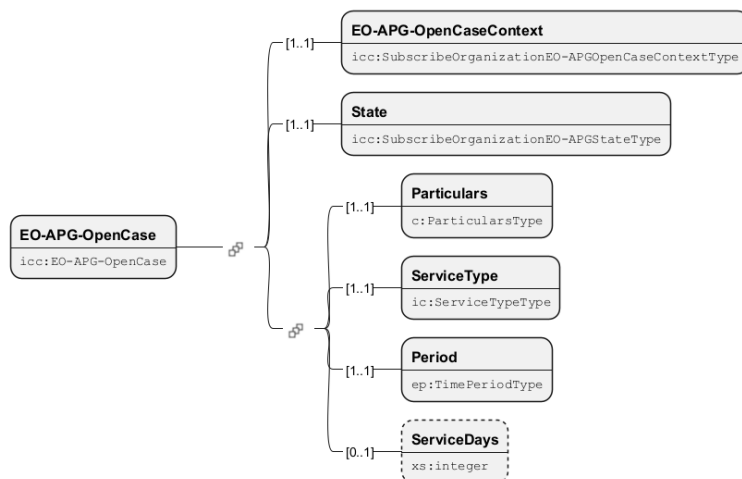 [1..1]
EO-APG-OpenCaseContext
icc:SubscribeOrganizationEO-APGOpenCaseContextType
[1..1]
State
icc:SubscribeOrganizationEO-APGStateType
EO-APG-OpenCase
icc:EO-APG-OpenCase
[1..1]
Particulars
c:ParticularsType
[1..1]
ServiceType
ic:ServiceTypeType
[1..1]
Period
ep:TimePeriodType
[0..1]
ServiceDays
xs:integer